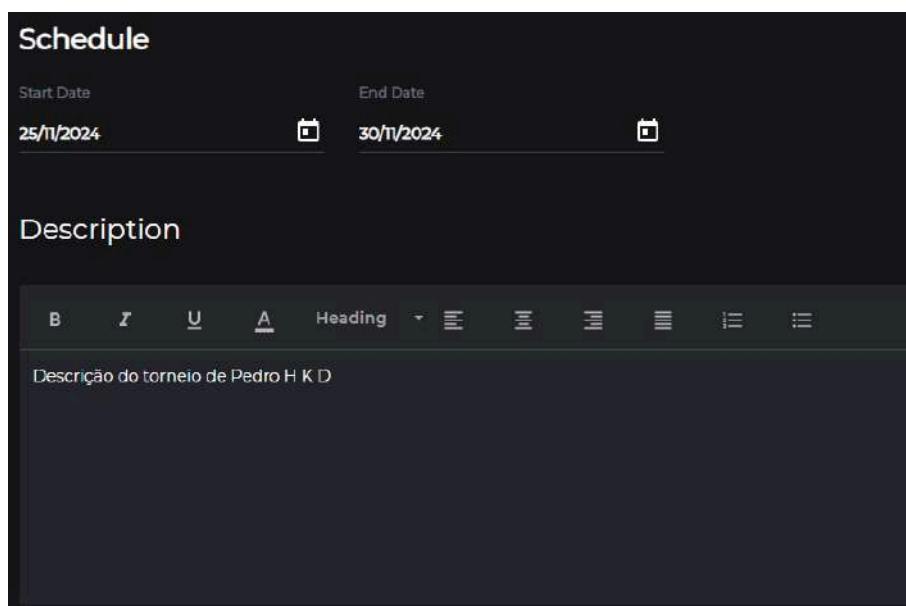 Schedule
Start Date End Date
25/11/2024 30/11/2024
Description
B I U A Heading
Descrição do torneio de Pedro H K D